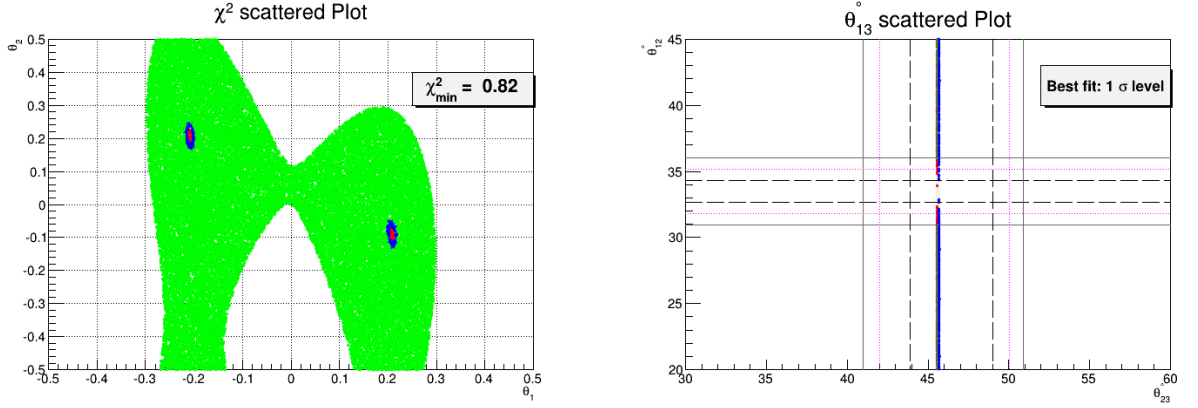 χ² scattered Plot
θ₂
0.5
0.4
0.3
0.2
0.1
0
-0.1
-0.2
-0.3
-0.4
-0.5
χ²min = 0.82
-0.5 -0.4 -0.3 -0.2 -0.1 0 0.1 0.2 0.3 0.4 0.5
θ₁
θ°₁₃ scattered Plot
θ°₁₂
45
40
35
30
25
20
Best fit: 1 σ level
30 35 40 45 50 55 60
θ°₂₃